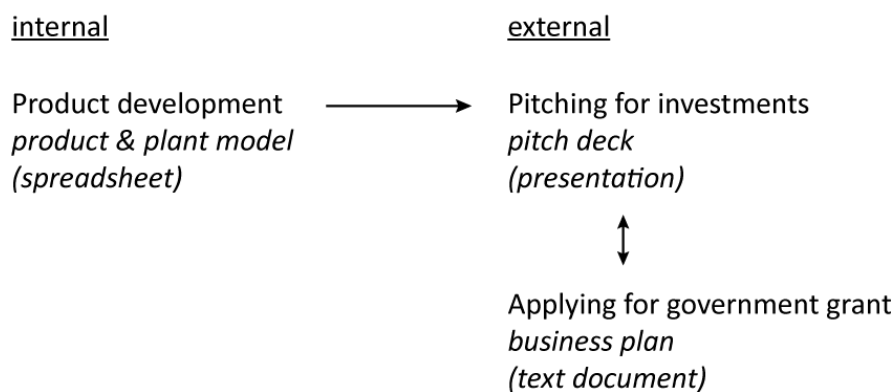 internal
external
Product development
product & plant model
(spreadsheet)
Pitching for investments
pitch deck
(presentation)
Applying for government grant
business plan
(text document)